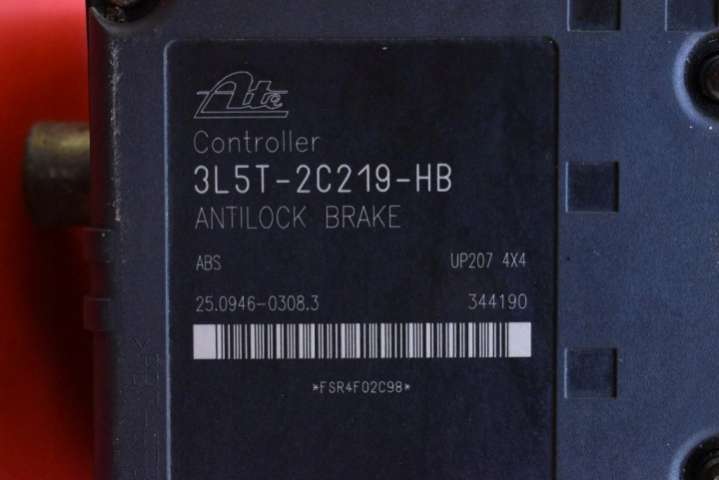 Ate
Controller
3L5T-2C219-HB
ANTILOCK BRAKE
ABS UP207 4X4
25.0946-0308.3 344190
*FSR4F02C98*